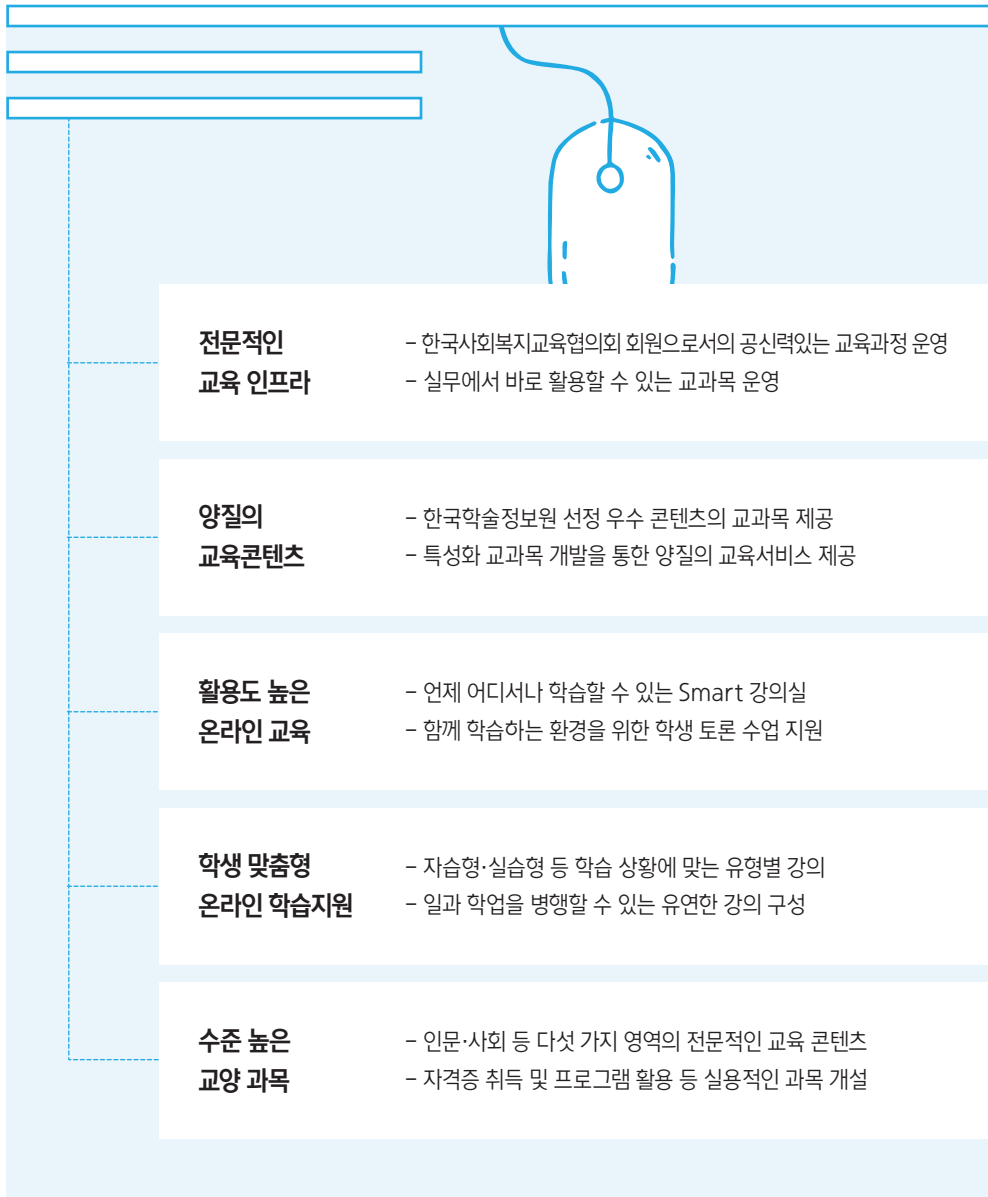 전문적인
교육 인프라
– 한국사회복지교육협의회 회원으로서의 공신력있는 교육과정 운영
– 실무에서 바로 활용할 수 있는 교과목 운영
양질의
교육콘텐츠
– 한국학술정보원 선정 우수 콘텐츠의 교과목 제공
– 특성화 교과목 개발을 통한 양질의 교육서비스 제공
활용도 높은
온라인 교육
– 언제 어디서나 학습할 수 있는 Smart 강의실
– 함께 학습하는 환경을 위한 학생 토론 수업 지원
학생 맞춤형
온라인 학습지원
– 자습형·실습형 등 학습 상황에 맞는 유형별 강의
– 일과 학업을 병행할 수 있는 유연한 강의 구성
수준 높은
교양 과목
– 인문·사회 등 다섯 가지 영역의 전문적인 교육 콘텐츠
– 자격증 취득 및 프로그램 활용 등 실용적인 과목 개설